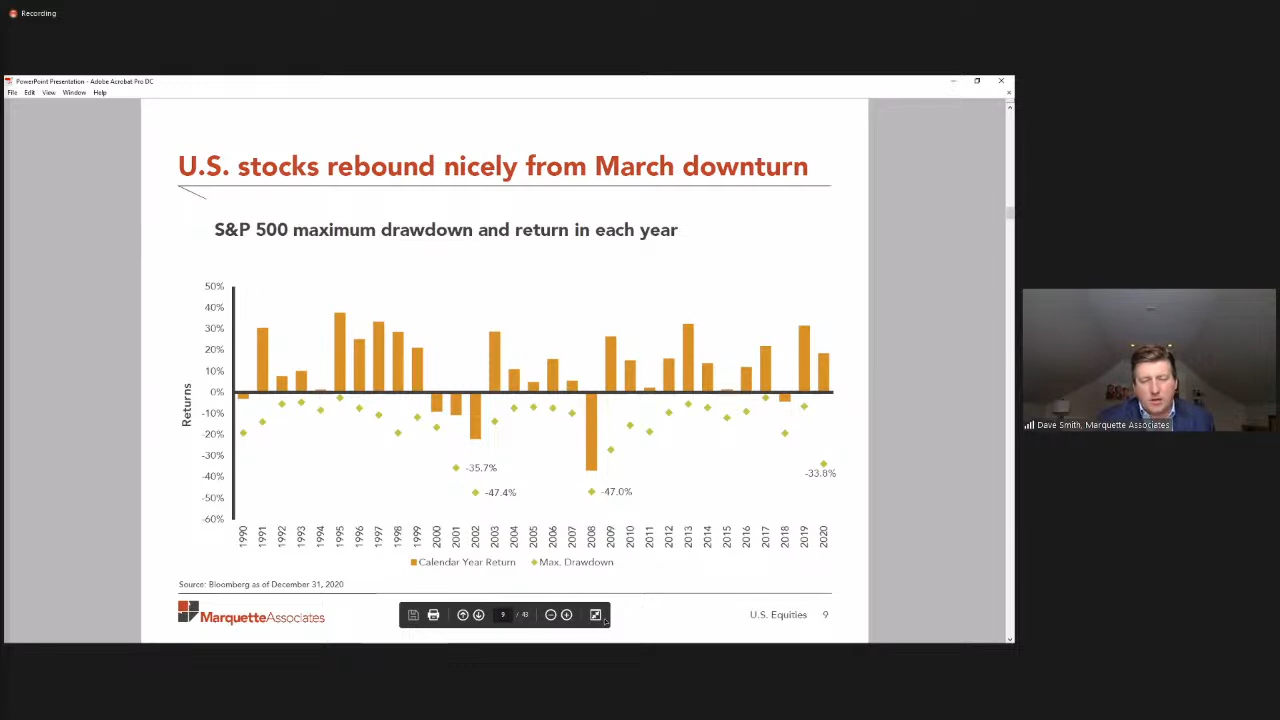 Recording
PowerPoint Presentation - Adobe Acrobat Pro DC
File Edit View Window Help
U.S. stocks rebound nicely from March downturn
S&P 500 maximum drawdown and return in each year
Returns
50%
40%
30%
20%
10%
0%
-10%
-20%
-30%
-40%
-50%
-60%
-35.7%
-47.4%
-47.0%
-33.8%
1990 1991 1992 1993 1994 1995 1996 1997 1998 1999 2000 2001 2002 2003 2004 2005 2006 2007 2008 2009 2010 2011 2012 2013 2014 2015 2016 2017 2018 2019 2020
Calendar Year Return Max. Drawdown
Source: Bloomberg as of December 31, 2020
MarquetteAssociates
9 / 43
U.S. Equities 9
Dave Smith, Marquette Associates